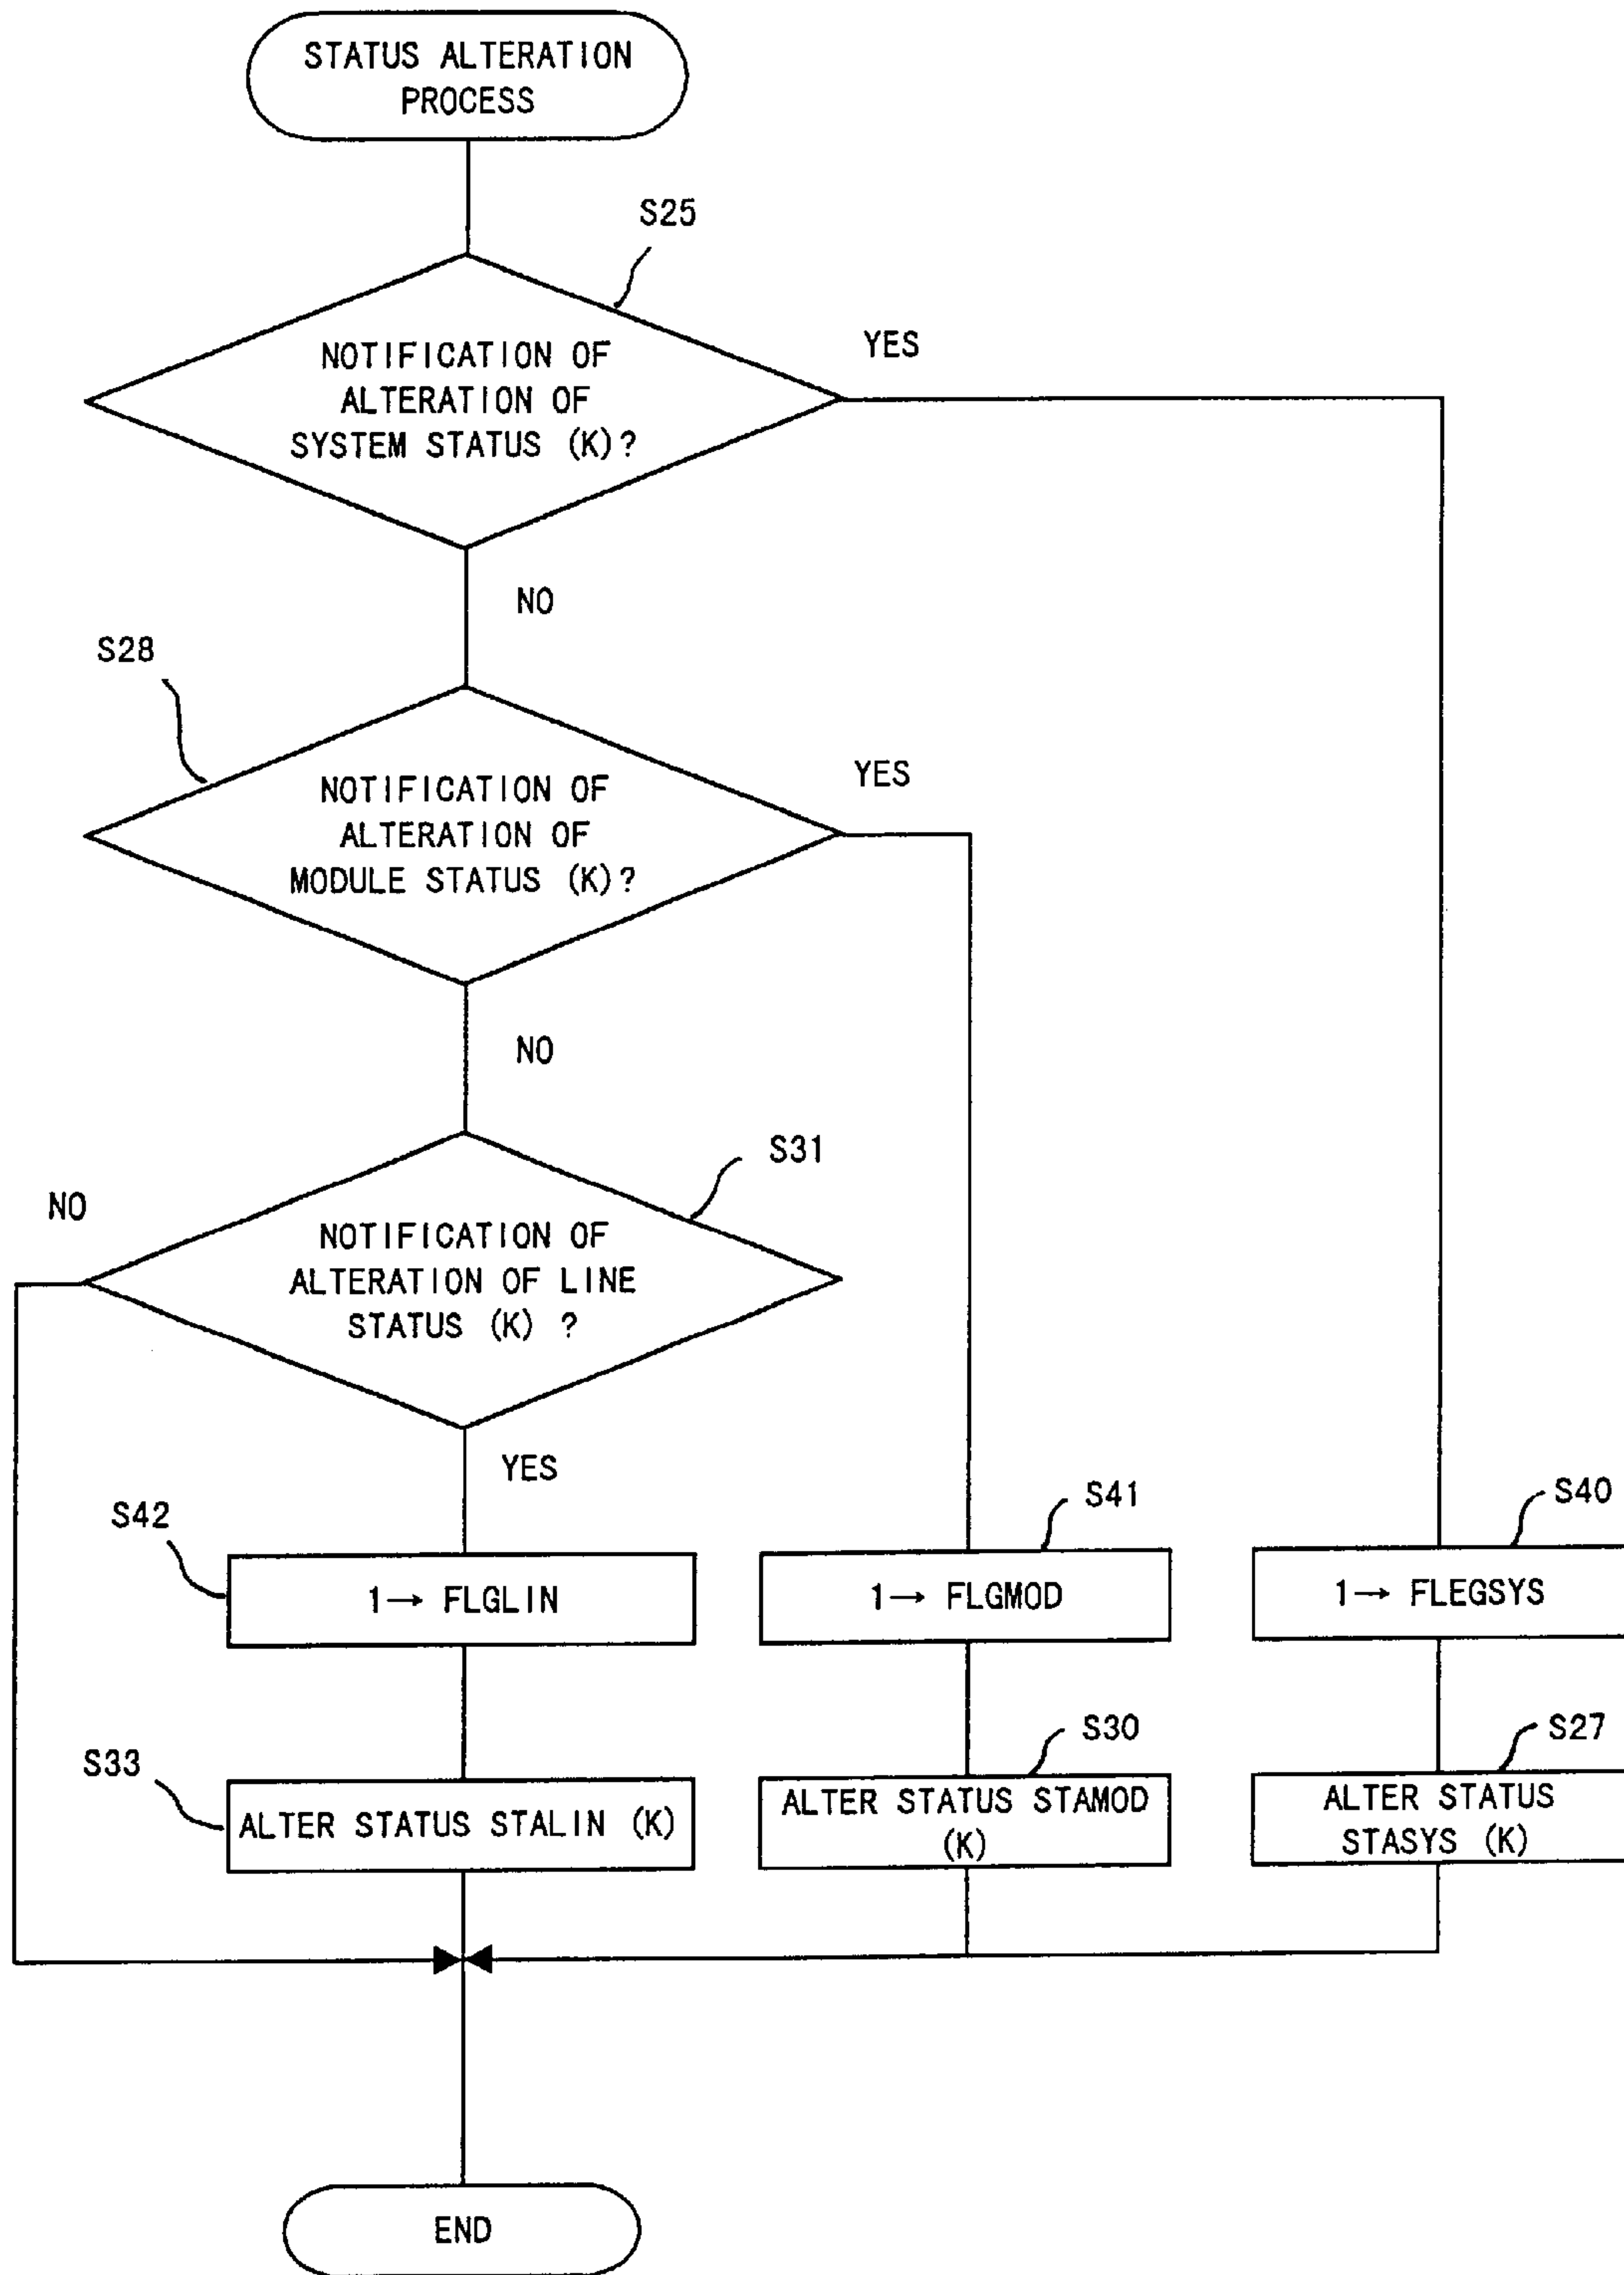 STATUS ALTERATION
PROCESS
S25
NOTIFICATION OF
ALTERATION OF
SYSTEM STATUS (K)?
YES
NO
S28
NOTIFICATION OF
ALTERATION OF
MODULE STATUS (K)?
YES
NO
S31
NO
NOTIFICATION OF
ALTERATION OF LINE
STATUS (K) ?
YES
S42
1→ FLGLIN
S41
1→ FLGMOD
S40
1→ FLEGSYS
S33
ALTER STATUS STALIN (K)
S30
ALTER STATUS STAMOD
(K)
S27
ALTER STATUS
STASYS (K)
END